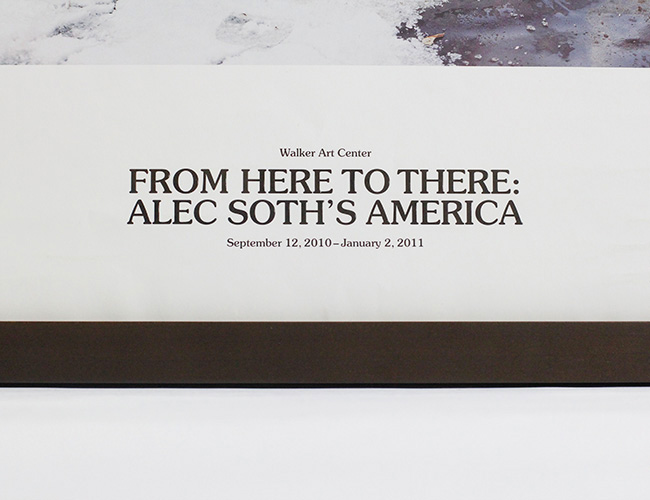 Walker Art Center
FROM HERE TO THERE:
ALEC SOTH'S AMERICA
September 12, 2010–January 2, 2011